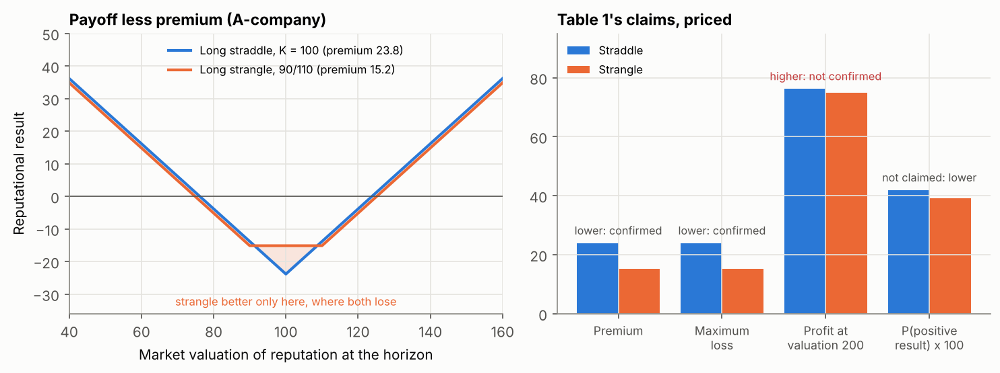 Payoff less premium (A-company)
50
40
30
20
10
0
−10
−20
−30
Reputational result
Long straddle, K = 100 (premium 23.8)
Long strangle, 90/110 (premium 15.2)
strangle better only here, where both lose
40 60 80 100 120 140 160
Market valuation of reputation at the horizon
Table 1's claims, priced
80
60
40
20
0
Straddle
Strangle
higher: not confirmed
not claimed: lower
lower: confirmed
lower: confirmed
Premium
Maximum
loss
Profit at
valuation 200
P(positive
result) x 100